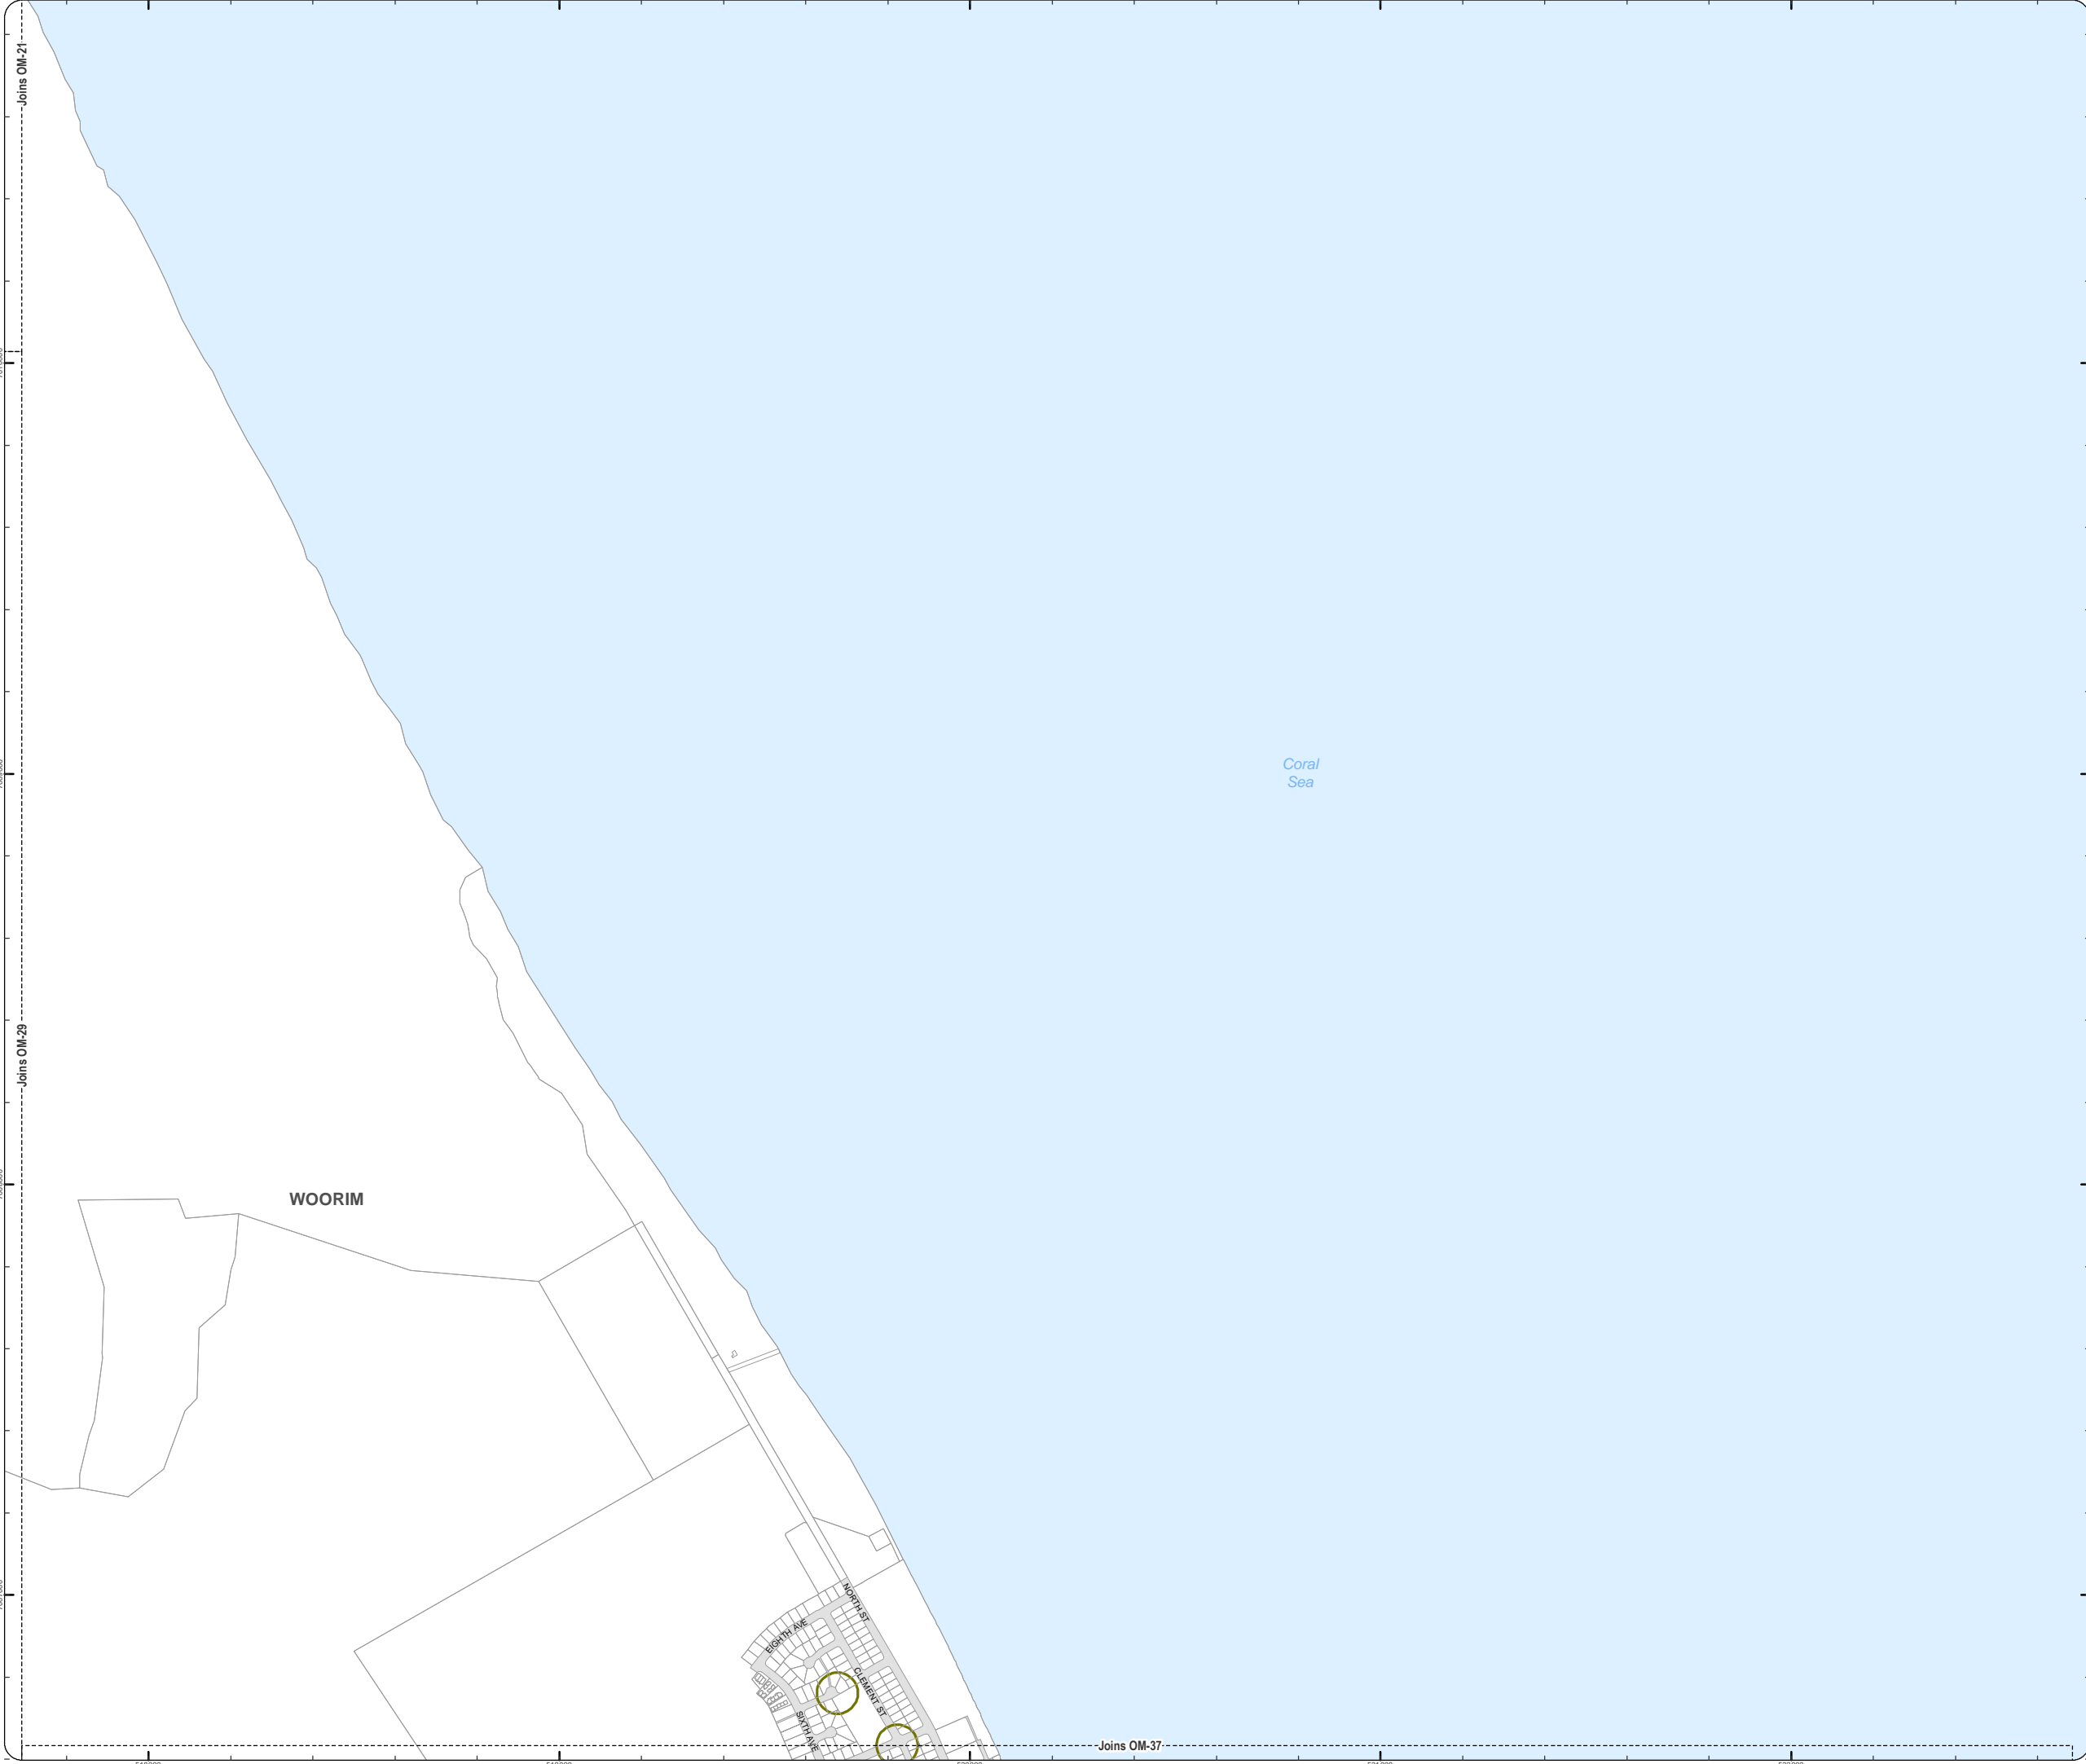 Joins OM-21
Coral
Sea
Joins OM-29
WOORIM
NORTH ST
EIGHTH AVE
CLEMENT ST
SIXTH AVE
Joins OM-37